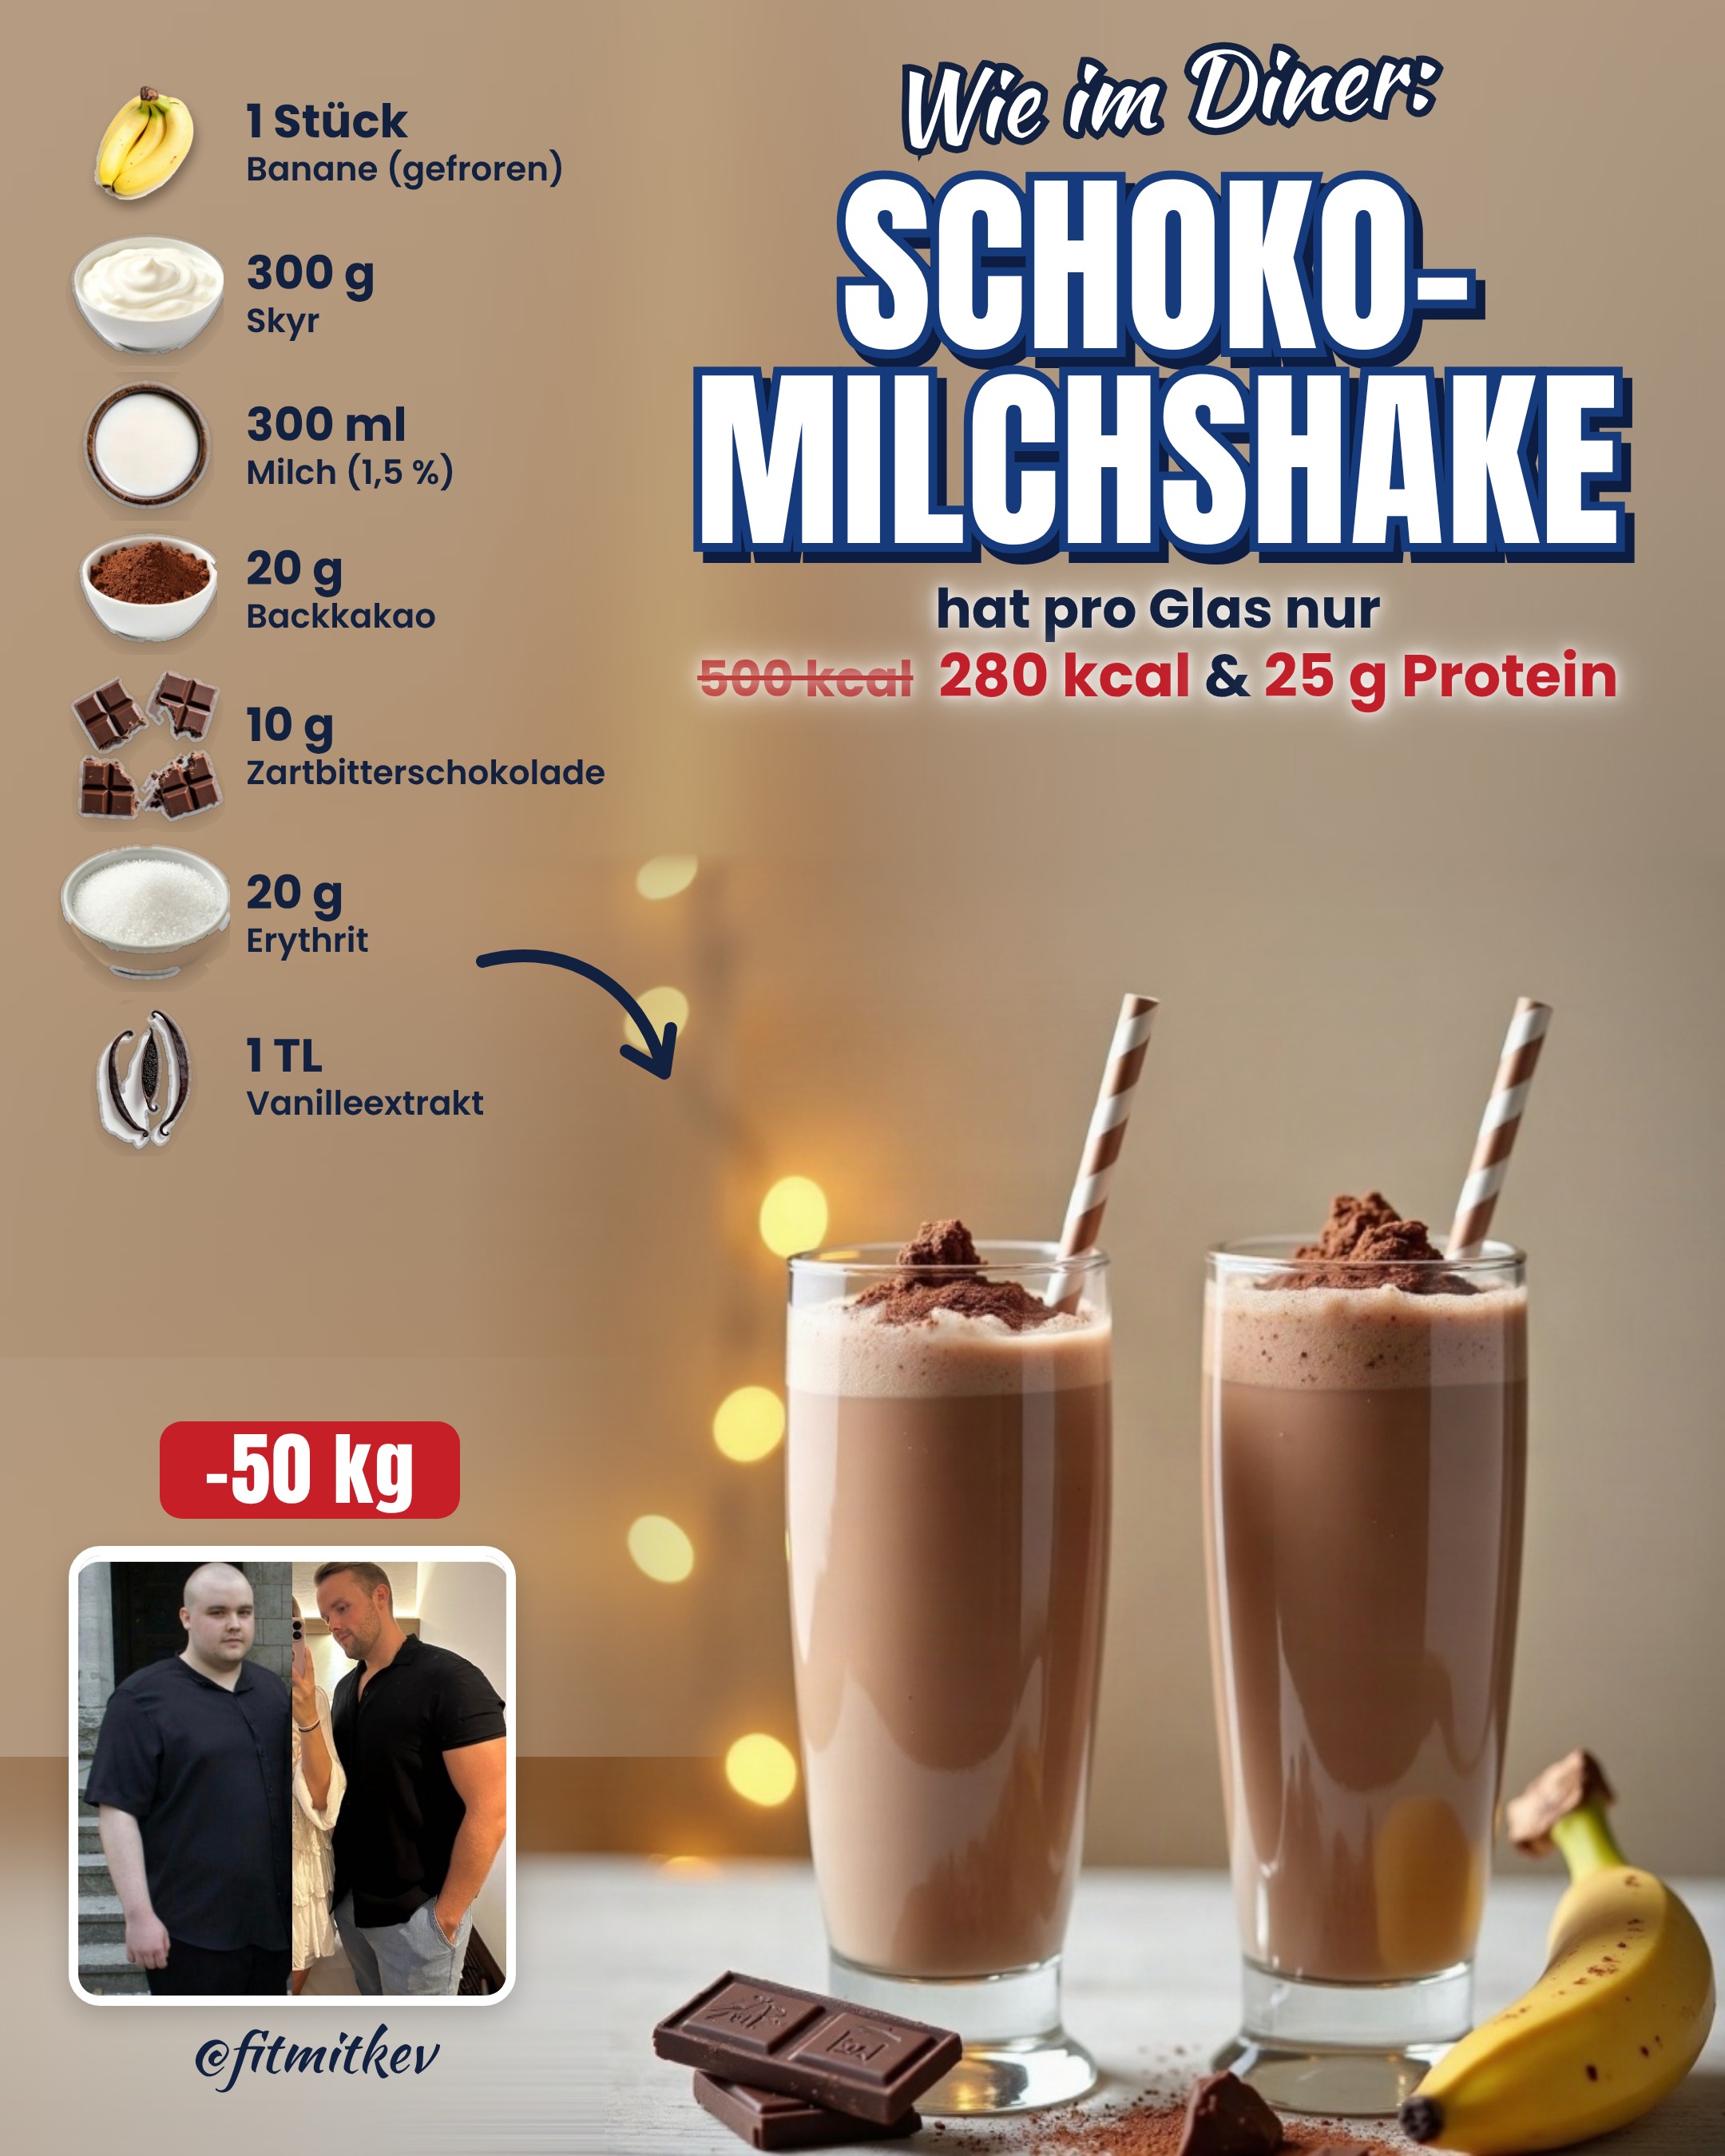 Wie im Diner:
SCHOKO-
MILCHSHAKE
hat pro Glas nur
500 kcal 280 kcal & 25 g Protein
1 Stück
Banane (gefroren)
300 g
Skyr
300 ml
Milch (1,5 %)
20 g
Backkakao
10 g
Zartbitterschokolade
20 g
Erythrit
1 TL
Vanilleextrakt
-50 kg
@fitmitkev